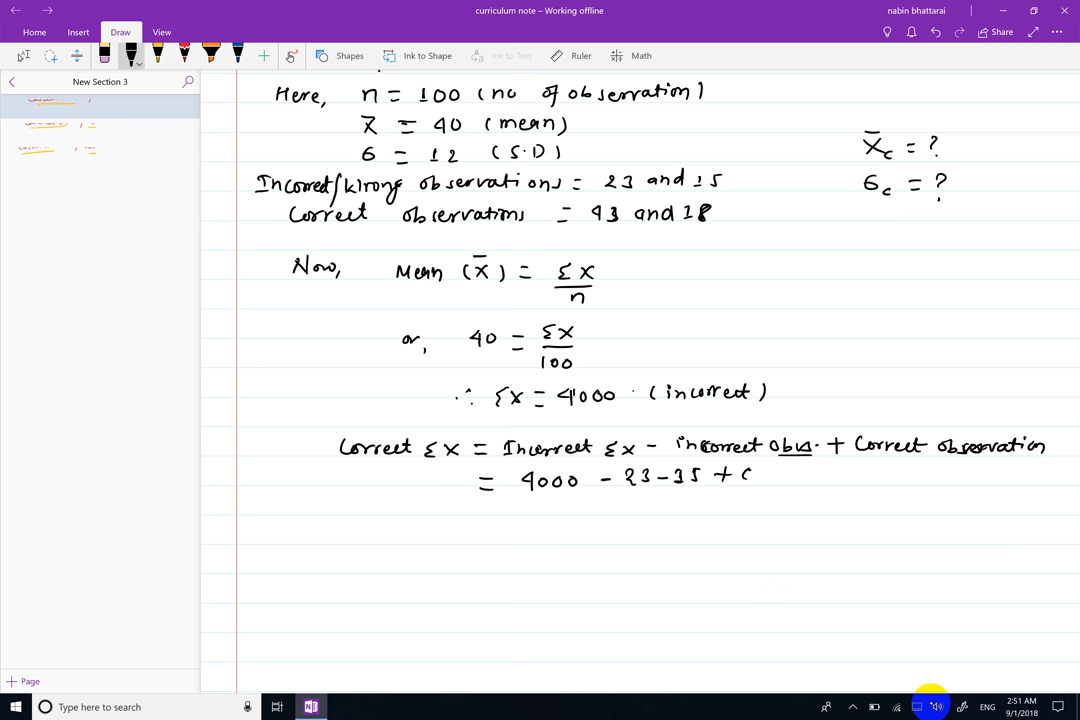 curriculum note – Working offline
nabin bhattarai
Home Insert Draw View
Share
Shapes Ink to Shape Ink to Text Ruler Math
New Section 3
Here, n = 100 (no of observation)
x̄ = 40 (mean)
X̄c = ?
σ = 12 (S.D)
σc = ?
Incorrect/Wrong observations = 23 and 35
Correct observations = 43 and 18
Now, Mean (X̄) = ΣX
n
or, 40 = ΣX
100
∴ ΣX = 4000 (incorrect)
Correct ΣX = Incorrect ΣX - incorrect obvs. + Correct observation
= 4000 - 23 - 35 + c
+ Page
Type here to search
ENG
2:51 AM
9/1/2018